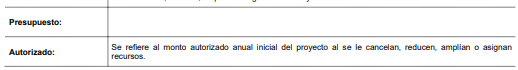 Presupuesto:
Autorizado:
Se refiere al monto autorizado anual inicial del proyecto al se le cancelan, reducen, amplían o asignan
recursos.